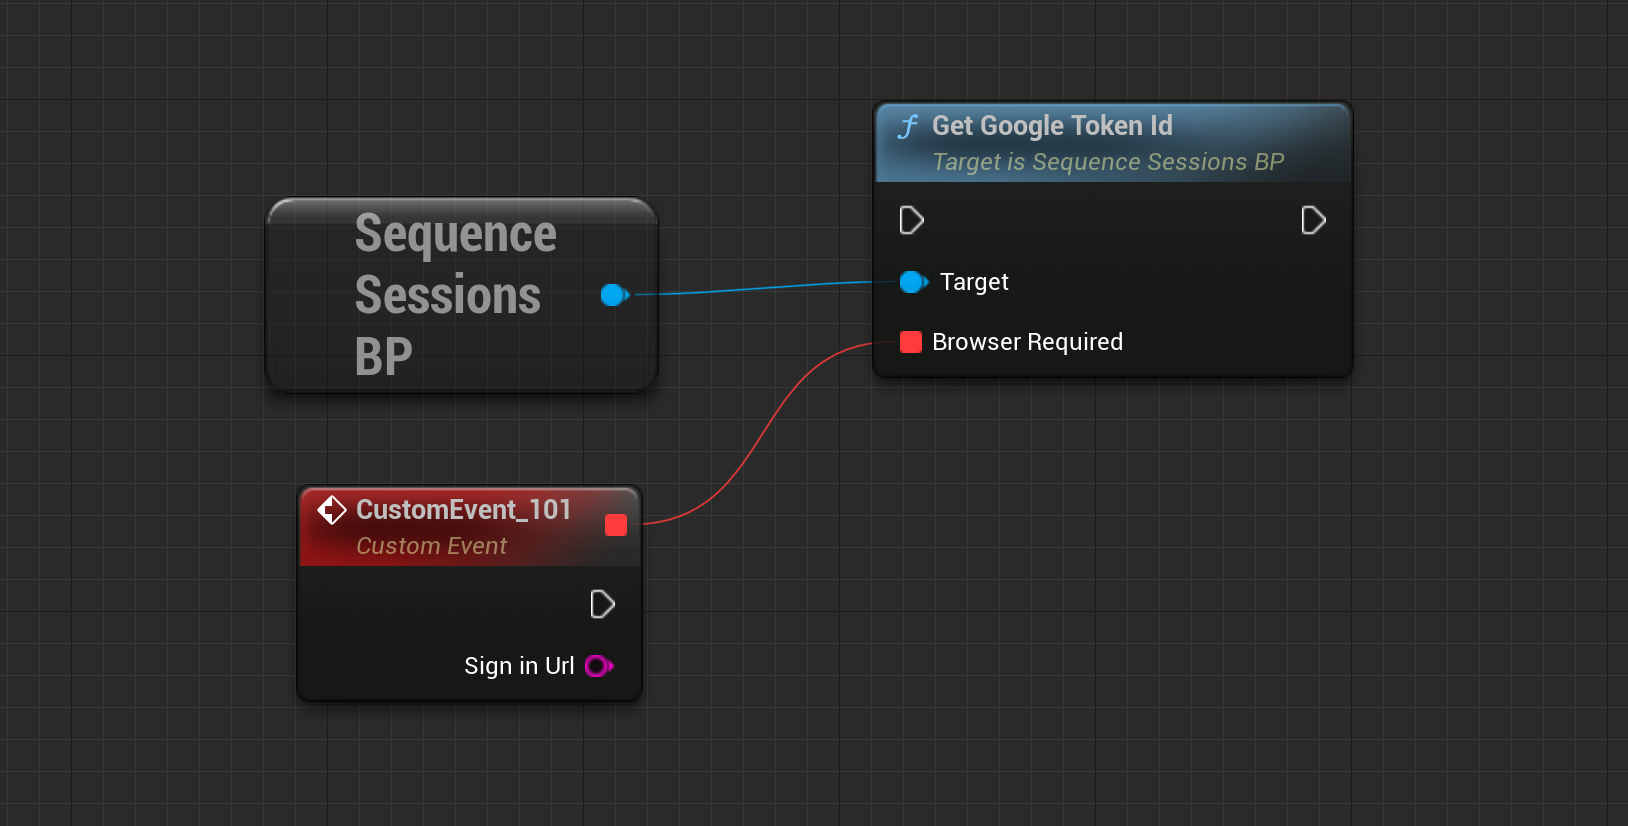 Get Google Token Id
Target is Sequence Sessions BP
Target
Browser Required
Sequence
Sessions
BP
CustomEvent_101
Custom Event
Sign in Url